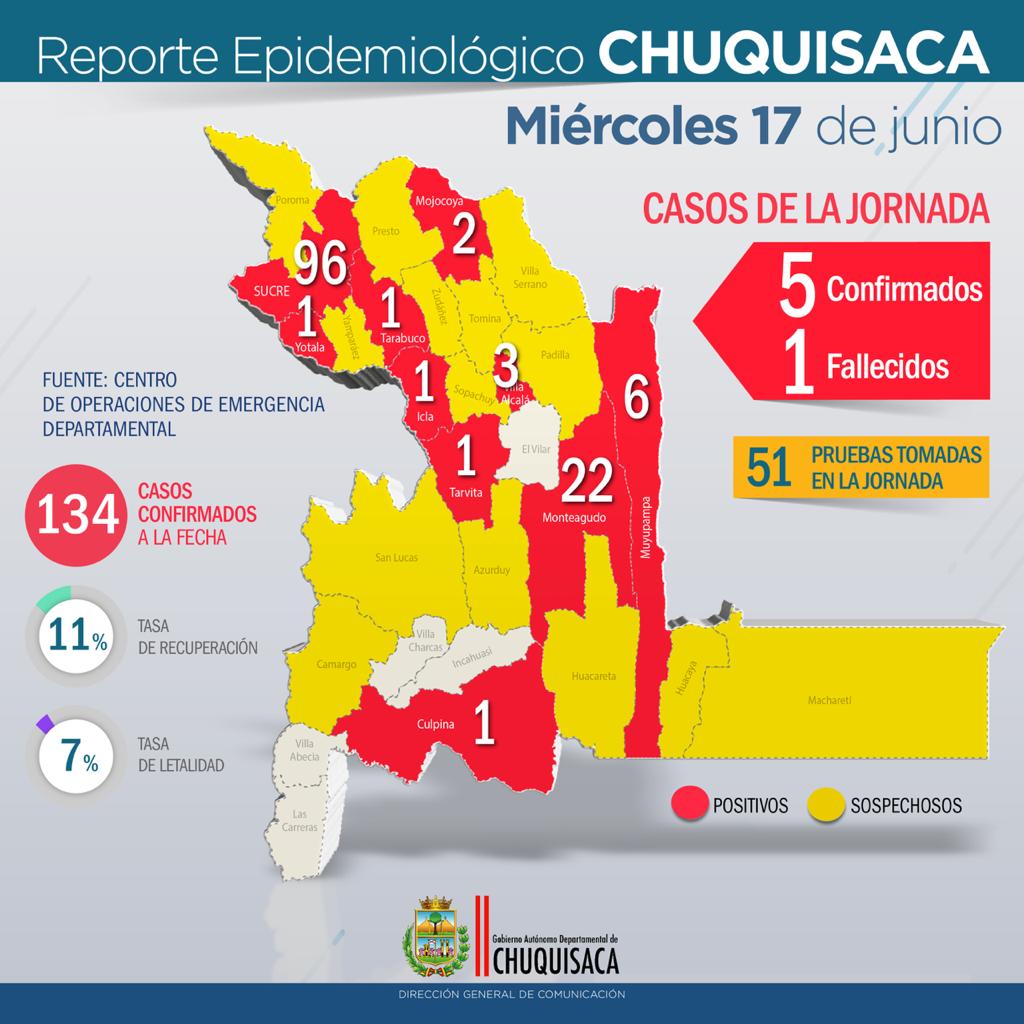 Reporte Epidemiológico CHUQUISACA
Miércoles 17 de junio
CASOS DE LA JORNADA
5 Confirmados
1 Fallecidos
51 PRUEBAS TOMADAS
EN LA JORNADA
FUENTE: CENTRO
DE OPERACIONES DE EMERGENCIA
DEPARTAMENTAL
134 CASOS
CONFIRMADOS
A LA FECHA
11% TASA
DE RECUPERACIÓN
7% TASA
DE LETALIDAD
Poroma
96
SUCRE
1
Yotala
Yamparáez
Presto
Mojocoya
2
1
Tarabuco
Zudáñez
Tomina
Villa
Serrano
Padilla
1
Icla
Sopachuy
3
Villa
Alcalá
El Vilar
1
Tarvita
22
Monteagudo
6
Muyupampa
San Lucas
Azurduy
Camargo
Villa
Charcas
Incahuasi
Culpina
1
Huacareta
Huacaya
Machareti
Villa
Abecia
Las
Carreras
POSITIVOS
SOSPECHOSOS
Gobierno Autónomo Departamental de
CHUQUISACA
DIRECCIÓN GENERAL DE COMUNICACIÓN